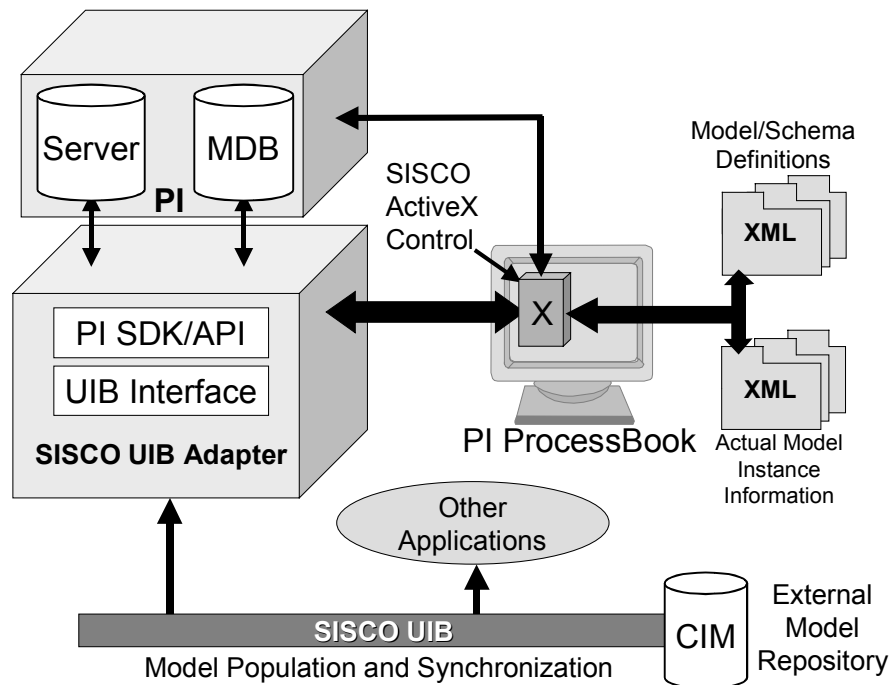 Server
MDB
PI
SISCO
ActiveX
Control
Model/Schema
Definitions
XML
X
PI SDK/API
UIB Interface
SISCO UIB Adapter
PI ProcessBook
XML
Actual Model
Instance
Information
Other
Applications
SISCO UIB
Model Population and Synchronization
CIM
External
Model
Repository